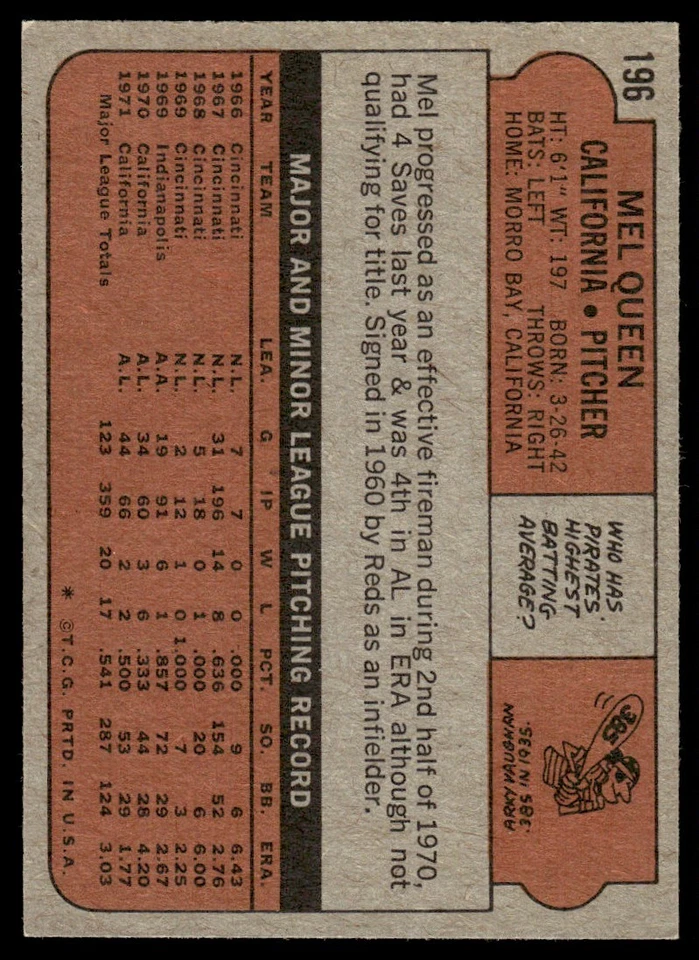 196
MEL QUEEN
CALIFORNIA • PITCHER
HT: 6'1" WT: 197 BORN: 3-26-42
BATS: LEFT THROWS: RIGHT
HOME: MORRO BAY, CALIFORNIA
WHO HAS
PIRATES'
HIGHEST
BATTING
AVERAGE?
385
ARKY VAUGHAN
.385 IN 1935.
Mel progressed as an effective fireman during 2nd half of 1970,
had 4 Saves last year & was 4th in AL in ERA although not
qualifying for title. Signed in 1960 by Reds as an infielder.
MAJOR AND MINOR LEAGUE PITCHING RECORD
YEAR TEAM LEA. G IP W L PCT. SO. BB. ERA.
1966 Cincinnati N.L. 7 7 0 0 .000 9 6 6.43
1967 Cincinnati N.L. 31 196 14 8 .636 154 52 2.76
1968 Cincinnati N.L. 5 18 0 1 .000 20 6 6.00
1969 Cincinnati N.L. 2 12 1 0 1.000 7 3 2.25
1969 Indianapolis A.A. 19 91 6 1 .857 72 29 2.67
1970 California A.L. 34 60 3 6 .333 44 28 4.20
1971 California A.L. 44 66 2 2 .500 53 29 1.77
Major League Totals 123 359 20 17 .541 287 124 3.03
* ©T.C.G. PRTD. IN U.S.A.